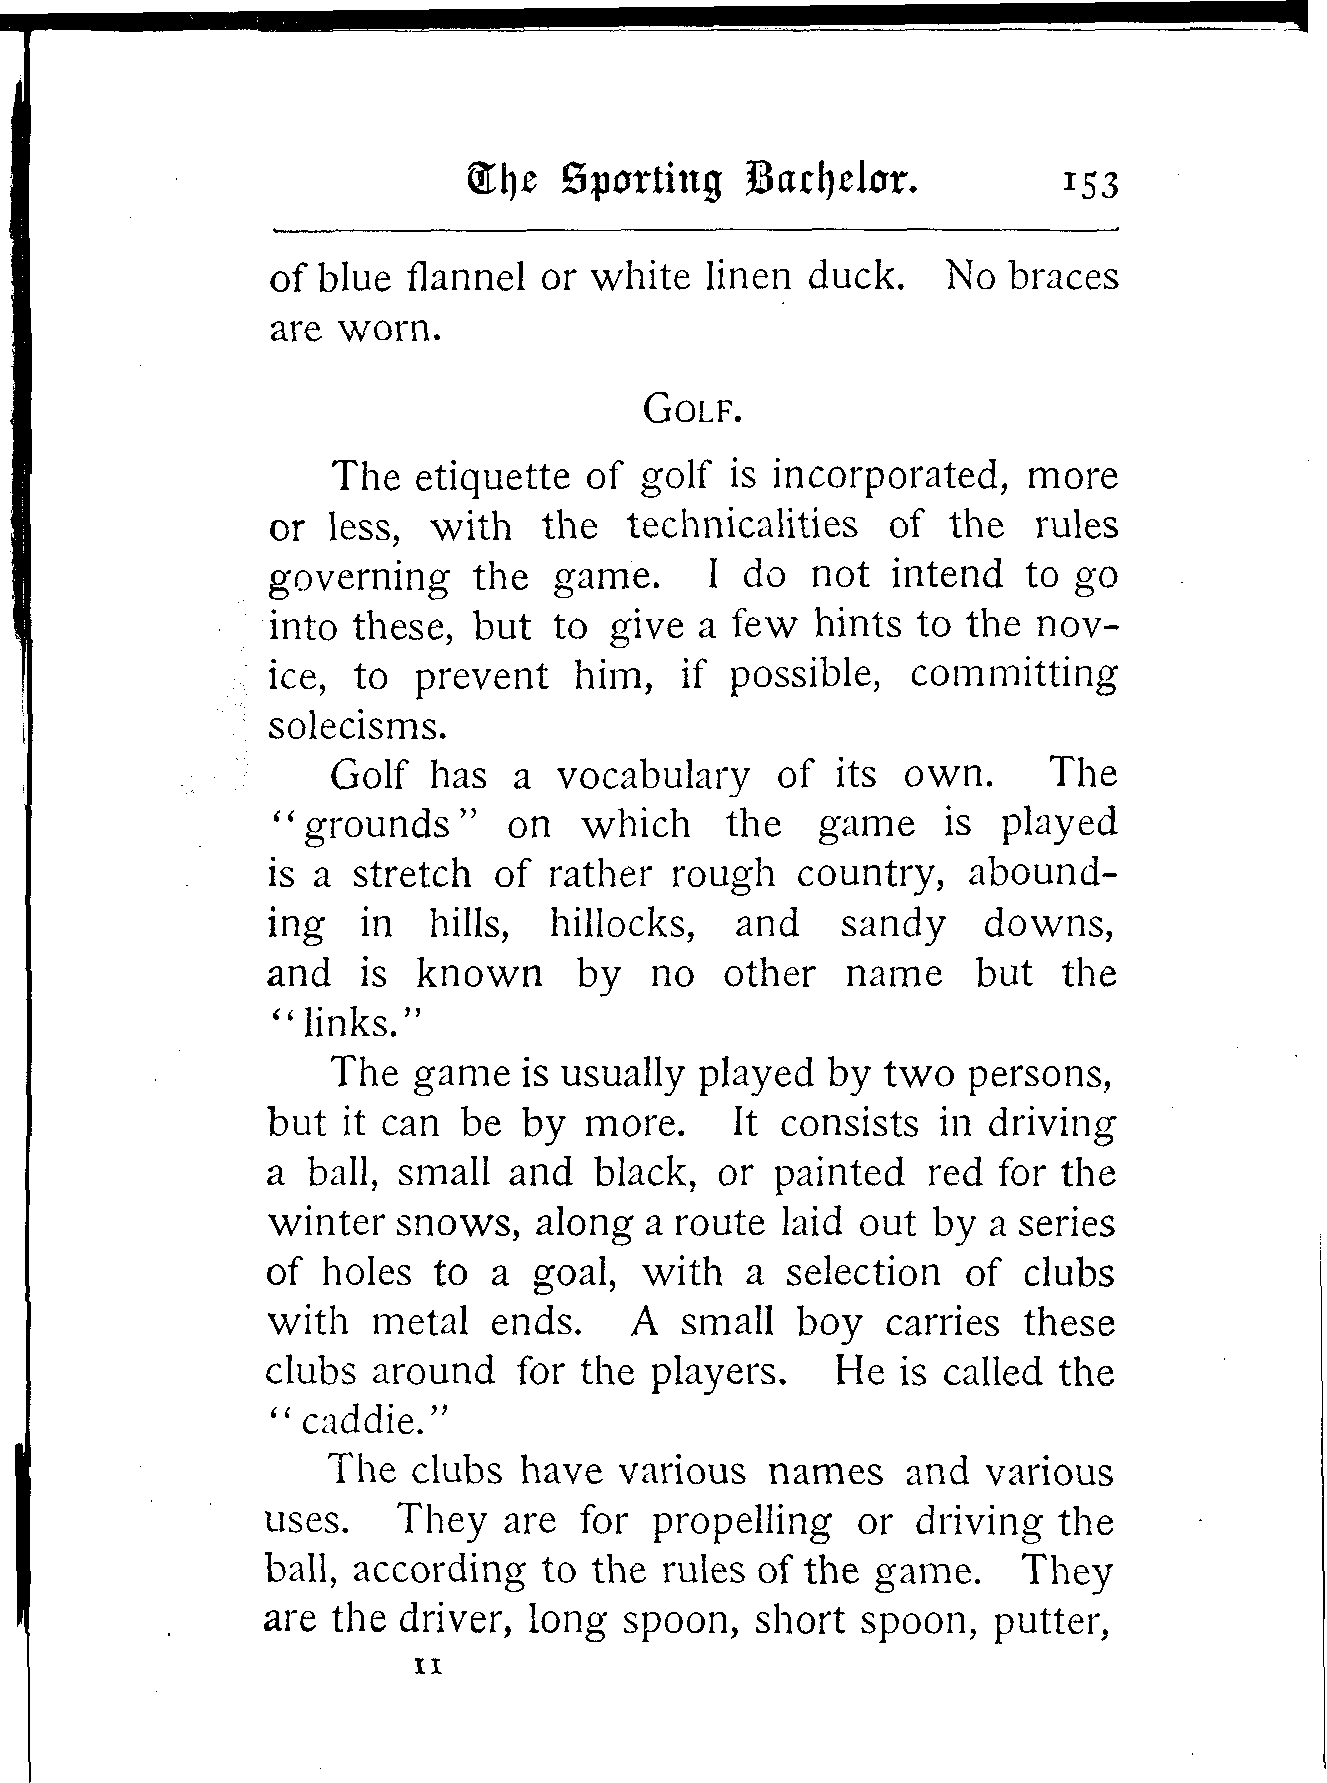 The Sporting Bachelor. 153
of blue flannel or white linen duck. No braces
are worn.
GOLF.
The etiquette of golf is incorporated, more
or less, with the technicalities of the rules
governing the game. I do not intend to go
into these, but to give a few hints to the nov-
ice, to prevent him, if possible, committing
solecisms.
Golf has a vocabulary of its own. The
“grounds” on which the game is played
is a stretch of rather rough country, abound-
ing in hills, hillocks, and sandy downs,
and is known by no other name but the
“links.”
The game is usually played by two persons,
but it can be by more. It consists in driving
a ball, small and black, or painted red for the
winter snows, along a route laid out by a series
of holes to a goal, with a selection of clubs
with metal ends. A small boy carries these
clubs around for the players. He is called the
“caddie.”
The clubs have various names and various
uses. They are for propelling or driving the
ball, according to the rules of the game. They
are the driver, long spoon, short spoon, putter,
11